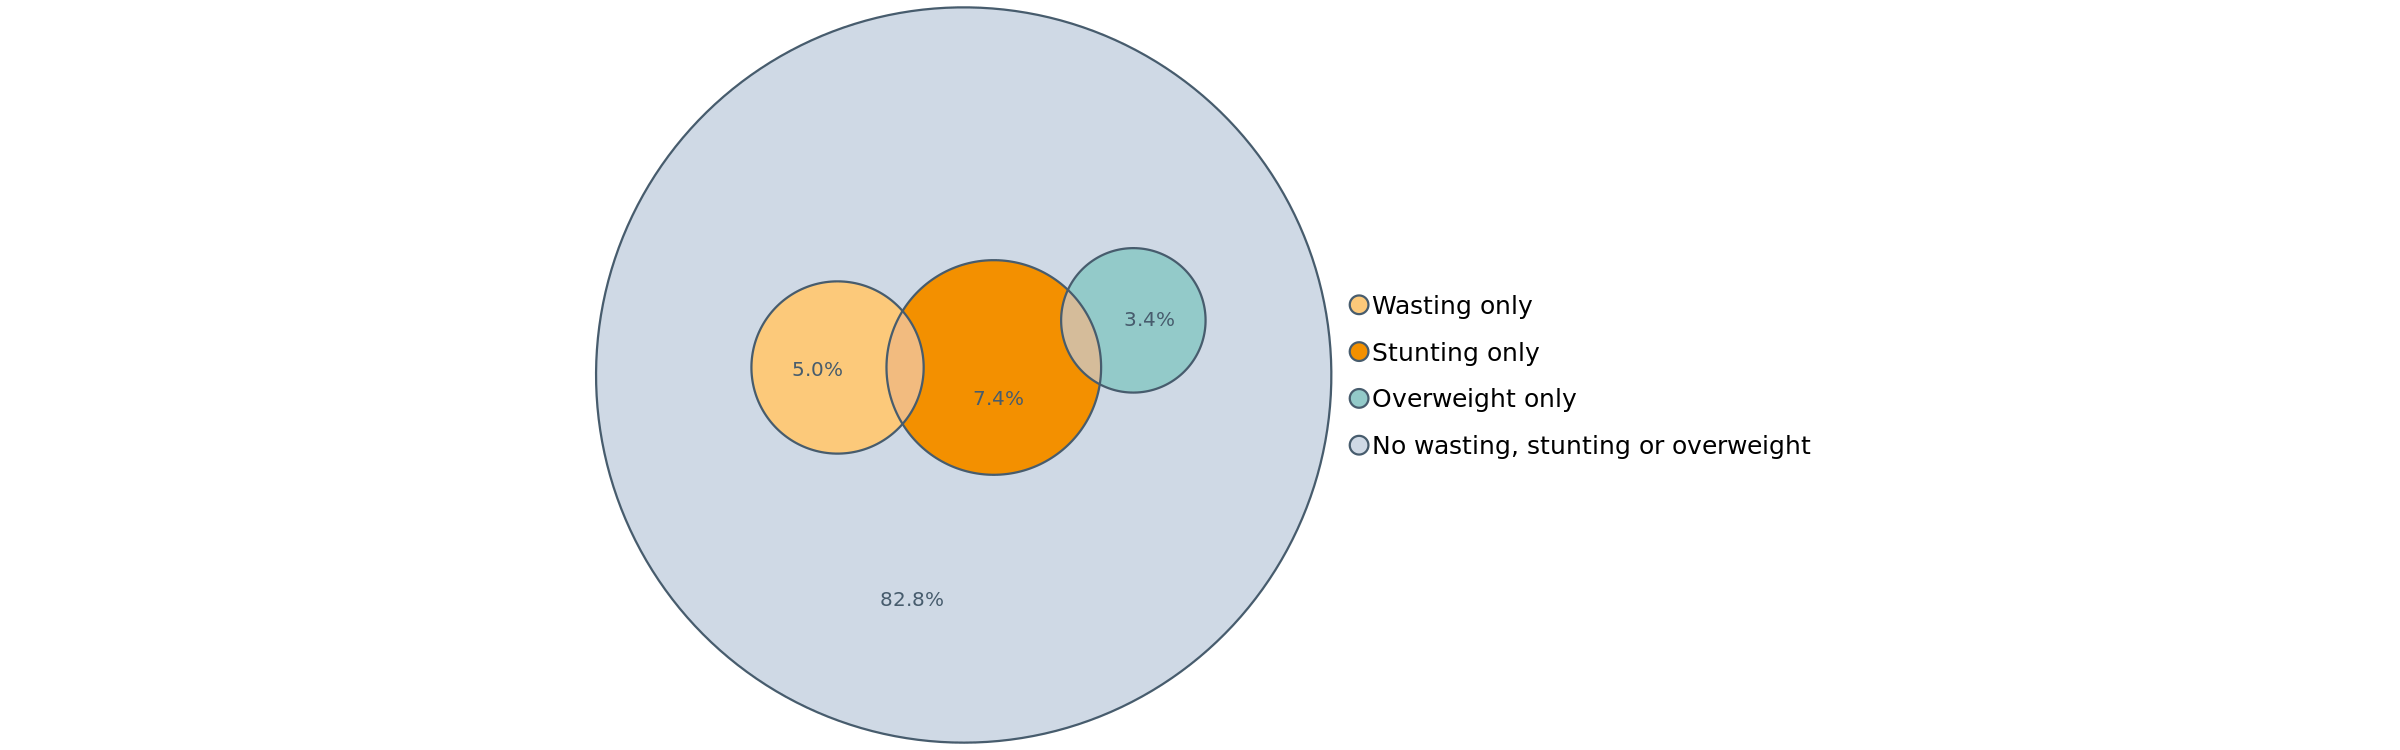 5.0%
7.4%
3.4%
82.8%
Wasting only
Stunting only
Overweight only
No wasting, stunting or overweight